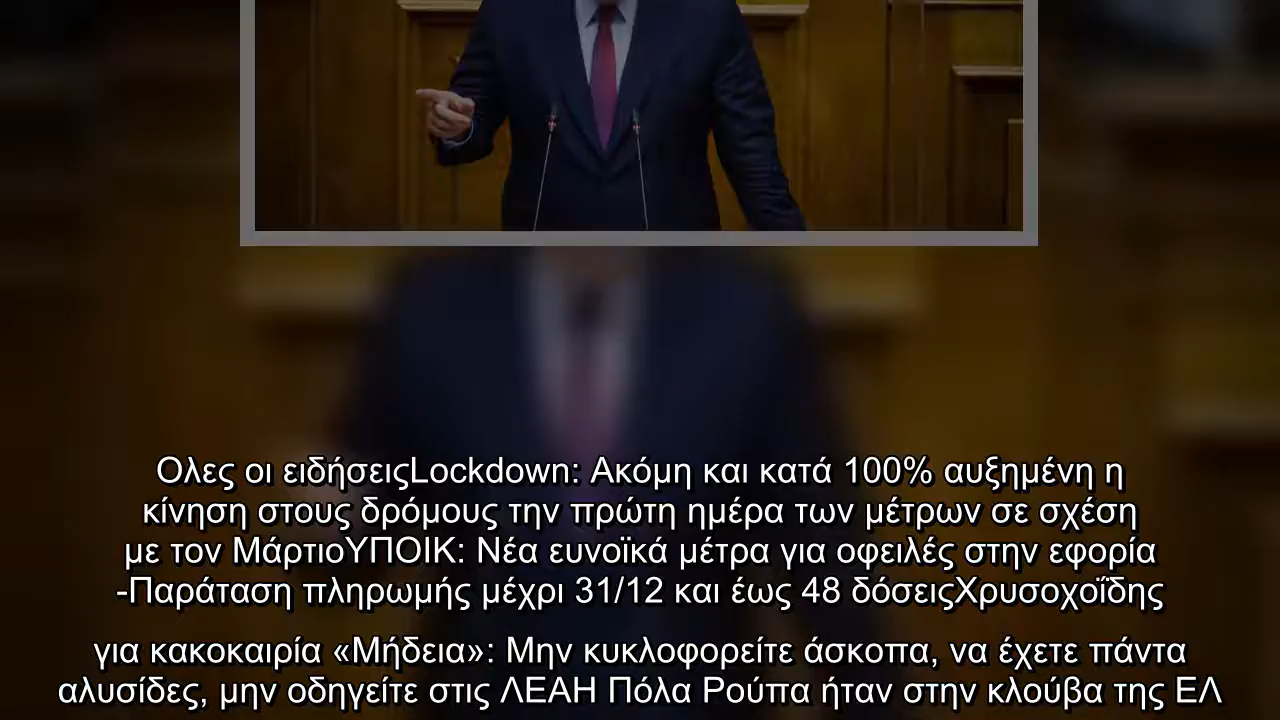 Ολες οι ειδήσειςLockdown: Ακόμη και κατά 100% αυξημένη η
κίνηση στους δρόμους την πρώτη ημέρα των μέτρων σε σχέση
με τον ΜάρτιοΥΠΟΙΚ: Νέα ευνοϊκά μέτρα για οφειλές στην εφορία
-Παράταση πληρωμής μέχρι 31/12 και έως 48 δόσειςΧρυσοχοΐδης
για κακοκαιρία «Μήδεια»: Μην κυκλοφορείτε άσκοπα, να έχετε πάντα
αλυσίδες, μην οδηγείτε στις ΛΕΑΗ Πόλα Ρούπα ήταν στην κλούβα της ΕΛ